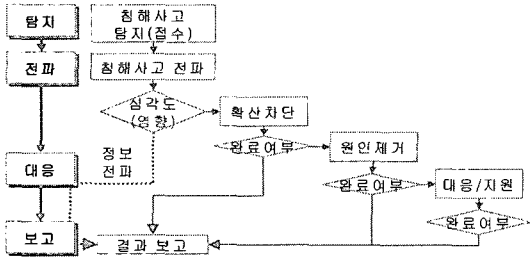 탐지
침해사고
탐지(접수)
전파
침해사고 전파
심각도
(영향)
확산차단
정보
전파
완료여부
원인제거
대응
완료여부
대응/지원
완료여부
보고
결과 보고